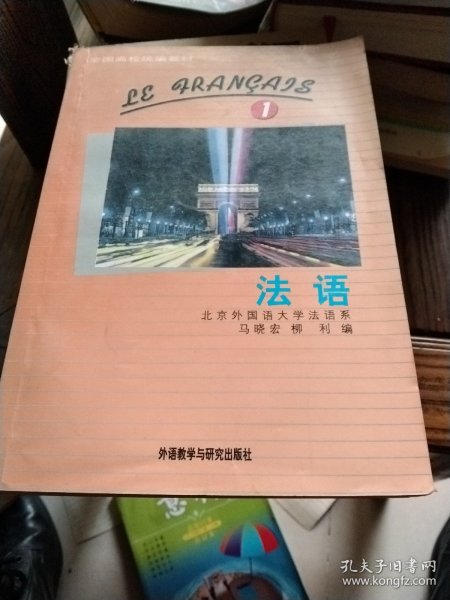 全国高校统编教材
LE FRANÇAIS
1
法语
北京外国语大学法语系
马晓宏 柳 利 编
外语教学与研究出版社
孔夫子旧书网
www.kongfz.com